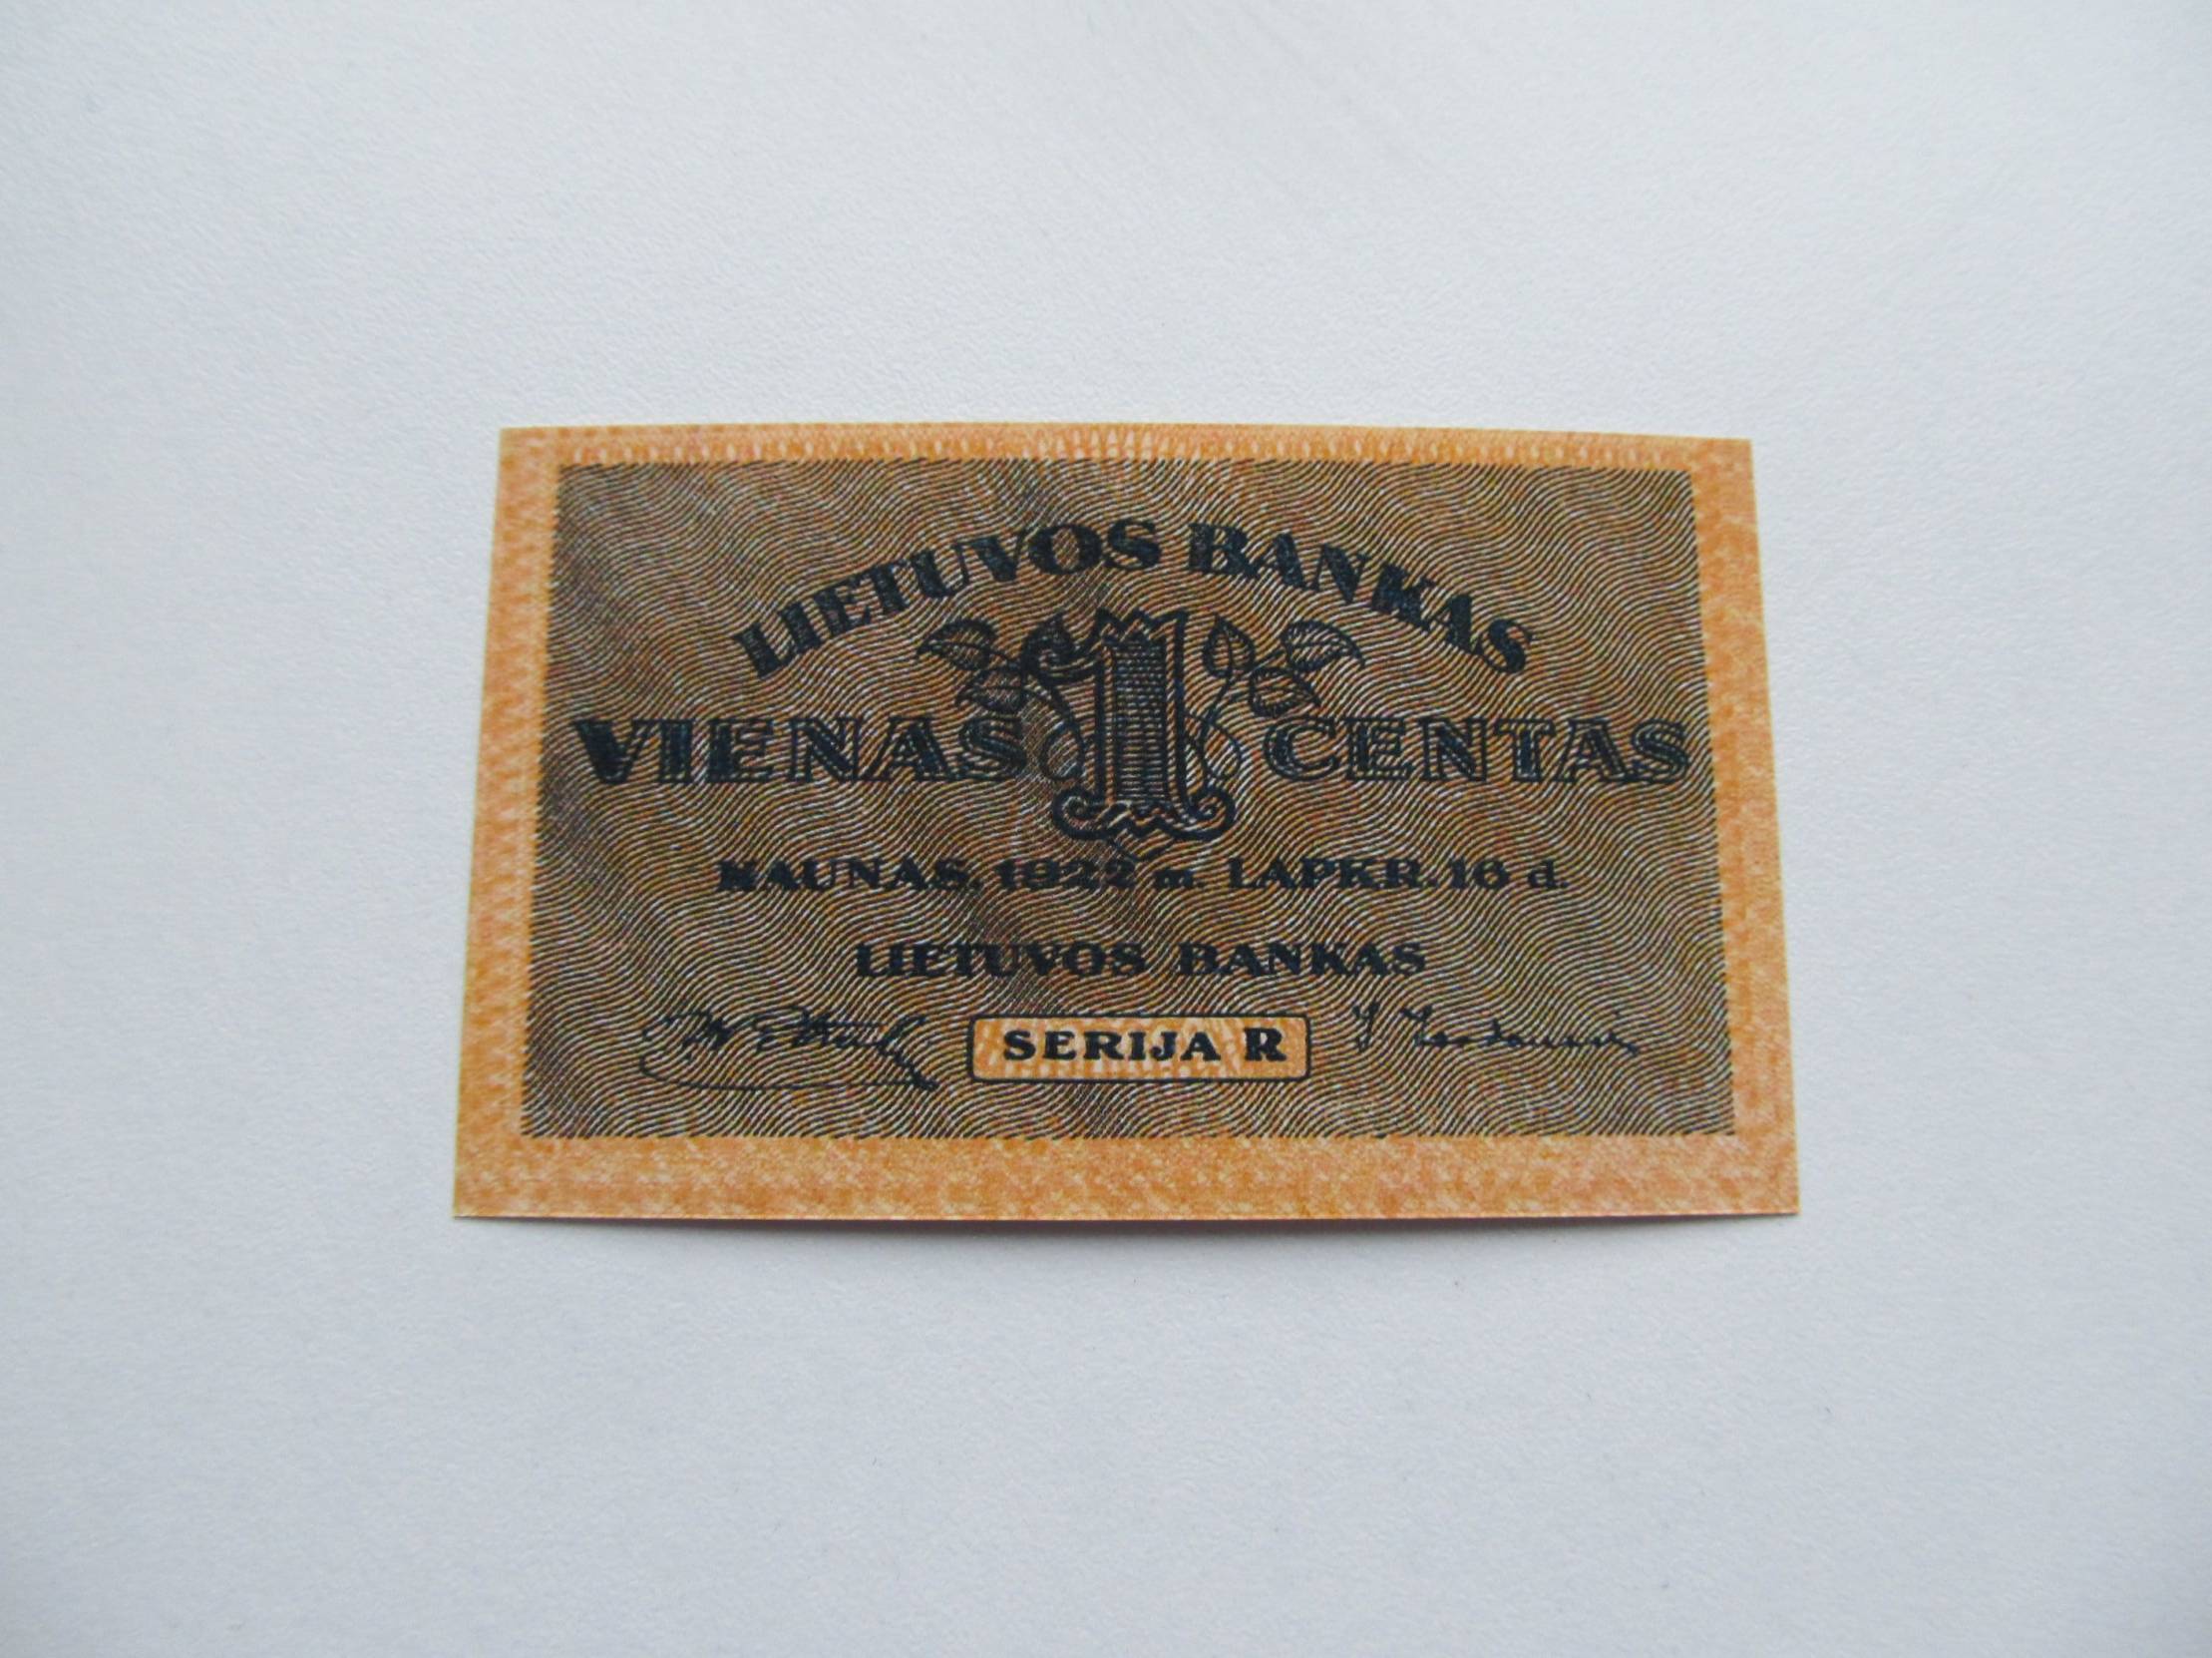 LIETUVOS BANKAS
VIENAS 1 CENTAS
KAUNAS, 1922 m. LAPKR. 16 d.
LIETUVOS BANKAS
SERIJA R